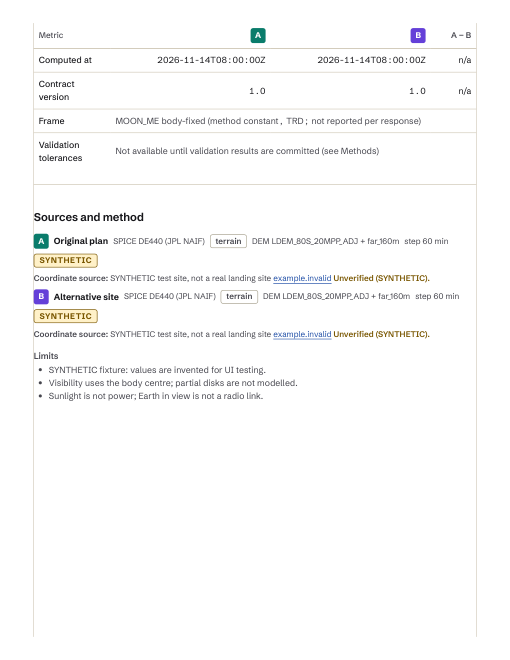 Metric A B A − B
Computed at 2026-11-14T08:00:00Z 2026-11-14T08:00:00Z n/a
Contract
version 1.0 1.0 n/a
Frame MOON_ME body-fixed (method constant, TRD; not reported per response)
Validation
tolerances Not available until validation results are committed (see Methods)
Sources and method
A Original plan SPICE DE440 (JPL NAIF) terrain DEM LDEM_80S_20MPP_ADJ + far_160m step 60 min
SYNTHETIC
Coordinate source: SYNTHETIC test site, not a real landing site example.invalid Unverified (SYNTHETIC).
B Alternative site SPICE DE440 (JPL NAIF) terrain DEM LDEM_80S_20MPP_ADJ + far_160m step 60 min
SYNTHETIC
Coordinate source: SYNTHETIC test site, not a real landing site example.invalid Unverified (SYNTHETIC).
Limits
• SYNTHETIC fixture: values are invented for UI testing.
• Visibility uses the body centre; partial disks are not modelled.
• Sunlight is not power; Earth in view is not a radio link.